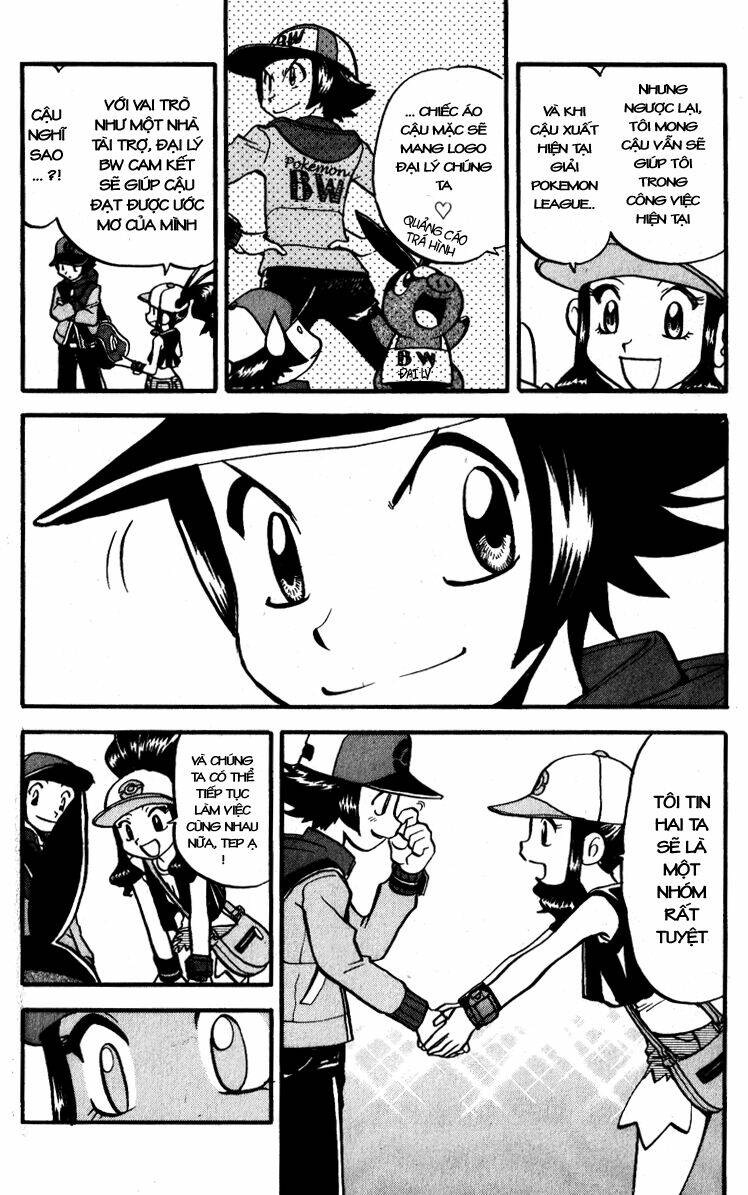 NHƯNG
NGƯỢC LẠI,
TÔI MONG
CẬU VẪN SẼ
GIÚP TÔI
TRONG
CÔNG VIỆC
HIỆN TẠI
VÀ KHI
CẬU XUẤT
HIỆN TẠI
GIẢI
POKEMON
LEAGUE..
... CHIẾC ÁO
CẬU MẶC SẼ
MANG LOGO
ĐẠI LÝ CHÚNG
TA
♡
QUẢNG CÁO
TRÁ HÌNH
BW
Pokémon
BW
BW
ĐẠI LÝ
VỚI VAI TRÒ
NHƯ MỘT NHÀ
TÀI TRỢ, ĐẠI LÝ
BW CAM KẾT
SẼ GIÚP CẬU
ĐẠT ĐƯỢC ƯỚC
MƠ CỦA MÌNH
CẬU
NGHĨ
SAO
...?!
TÔI TIN
HAI TA
SẼ LÀ
MỘT
NHÓM
RẤT
TUYỆT
VÀ CHÚNG
TA CÓ THỂ
TIẾP TỤC
LÀM VIỆC
CÙNG NHAU
NỮA, TEP Ạ
!